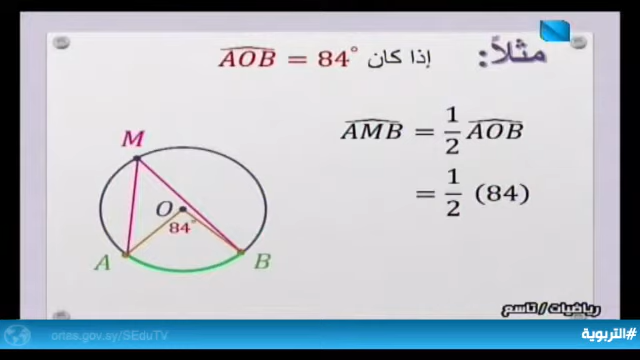 مثلاً: إذا كان AOB = 84°
AMB = 1/2 AOB
= 1/2 (84)
M
O
84°
A
B
رياضيات / تاسع
#التربوية
ortas.gov.sy/SEduTV